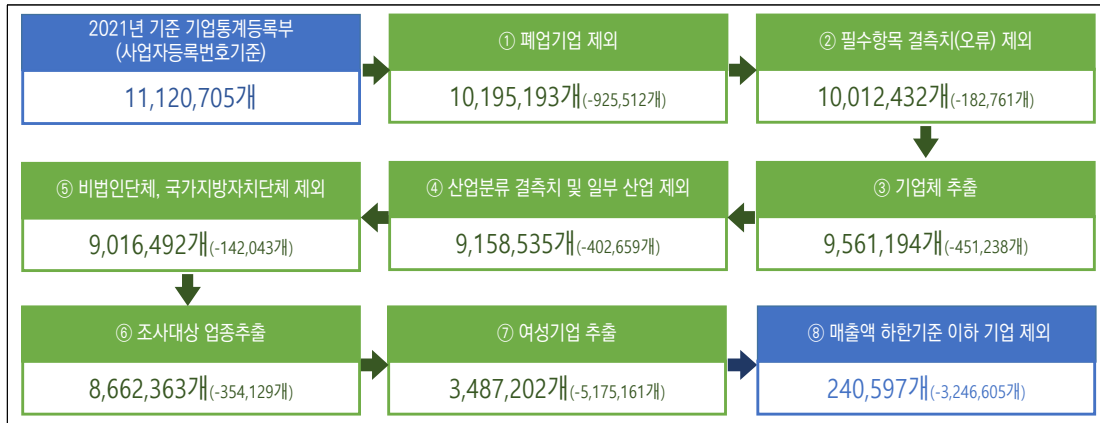 2021년 기준 기업통계등록부
(사업자등록번호기준)
11,120,705개
① 폐업기업 제외
10,195,193개(-925,512개)
② 필수항목 결측치(오류) 제외
10,012,432개(-182,761개)
③ 기업체 추출
9,561,194개(-451,238개)
④ 산업분류 결측치 및 일부 산업 제외
9,158,535개(-402,659개)
⑤ 비법인단체, 국가지방자치단체 제외
9,016,492개(-142,043개)
⑥ 조사대상 업종추출
8,662,363개(-354,129개)
⑦ 여성기업 추출
3,487,202개(-5,175,161개)
⑧ 매출액 하한기준 이하 기업 제외
240,597개(-3,246,605개)